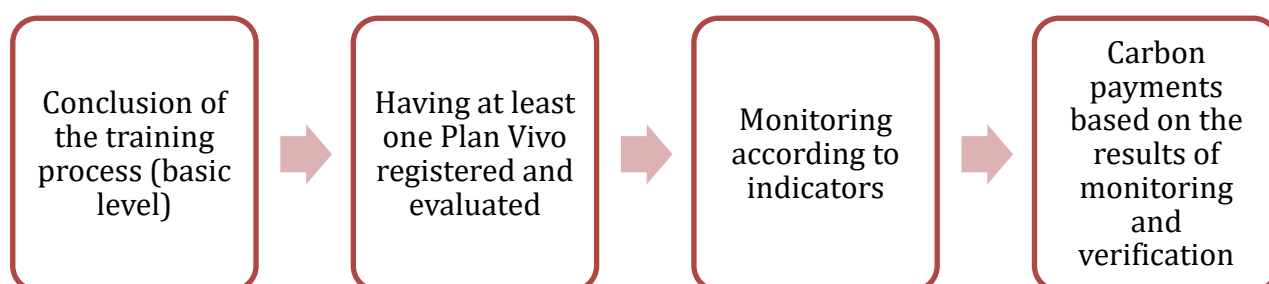 Conclusion of
the training
process (basic
level)
Having at least
one Plan Vivo
registered and
evaluated
Monitoring
according to
indicators
Carbon
payments
based on the
results of
monitoring
and
verification